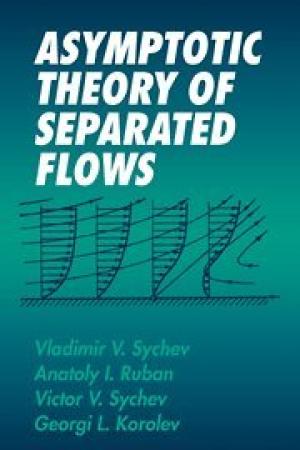 ASYMPTOTIC
THEORY OF
SEPARATED
FLOWS
Vladimir V. Sychev
Anatoly I. Ruban
Victor V. Sychev
Georgi L. Korolev